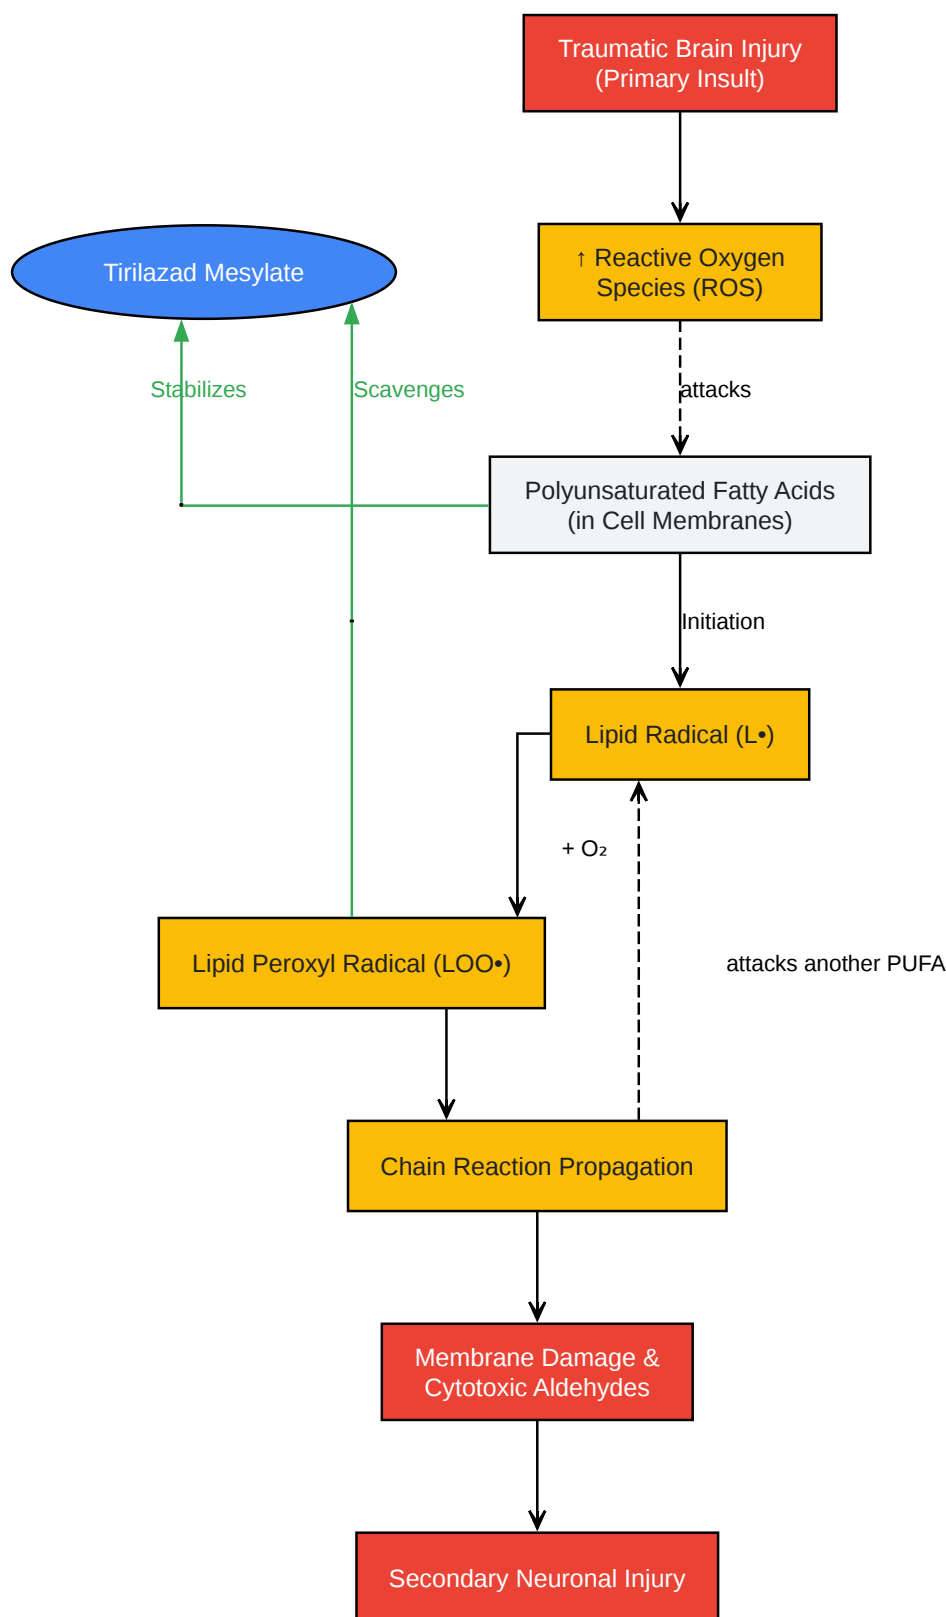 Traumatic Brain Injury
(Primary Insult)
↑ Reactive Oxygen
Species (ROS)
Tirilazad Mesylate
Stabilizes
Scavenges
attacks
Polyunsaturated Fatty Acids
(in Cell Membranes)
Initiation
Lipid Radical (L•)
+ O₂
Lipid Peroxyl Radical (LOO•)
attacks another PUFA
Chain Reaction Propagation
Membrane Damage &
Cytotoxic Aldehydes
Secondary Neuronal Injury